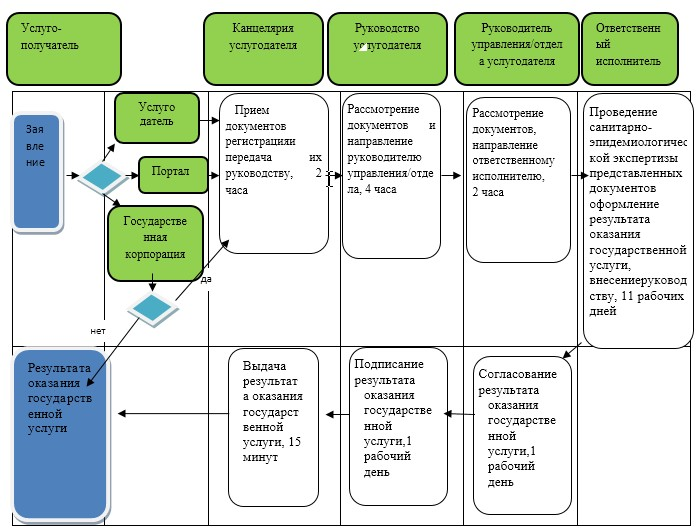 Услуго-
получатель
Канцелярия
услугодателя
Руководство
услугодателя
Руководитель
управления/отдел
а услугодателя
Ответственн
ый
исполнитель
Зая
вле
ние
Услуго
датель
Портал
Государстве
нная
корпорация
Прием
документов
регистрацияи
передача их
руководству, 2
часа
Рассмотрение
документов и
направление
руководителю
управления/отде
ла, 4 часа
Рассмотрение
документов,
направление
ответственному
исполнителю,
2 часа
Проведение
санитарно-
эпидемиологичес
кой экспертизы
представленных
документов
оформление
результата
оказания
государственной
услуги,
внесениеруковод
ству, 11 рабочих
дней
да
нет
Результата
оказания
государств
енной
услуги
Выдача
результат
а оказания
государст
венной
услуги, 15
минут
Подписание
результата
оказания
государстве
нной
услуги,1
рабочий
день
Согласование
результата
оказания
государстве
нной
услуги,1
рабочий
день